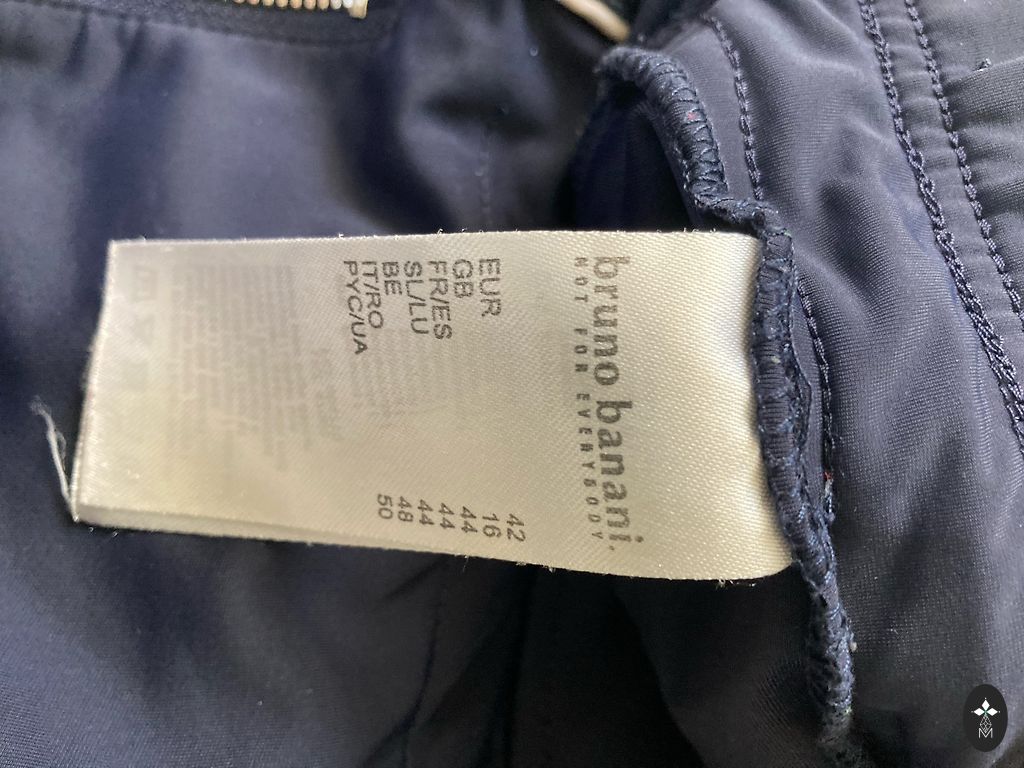 bruno banani.
NOT FOR EVERYBODY
EUR 42
GB 16
FR/ES 44
SL/LU 44
BE 44
IT/RO 48
PYC/UA 50
M